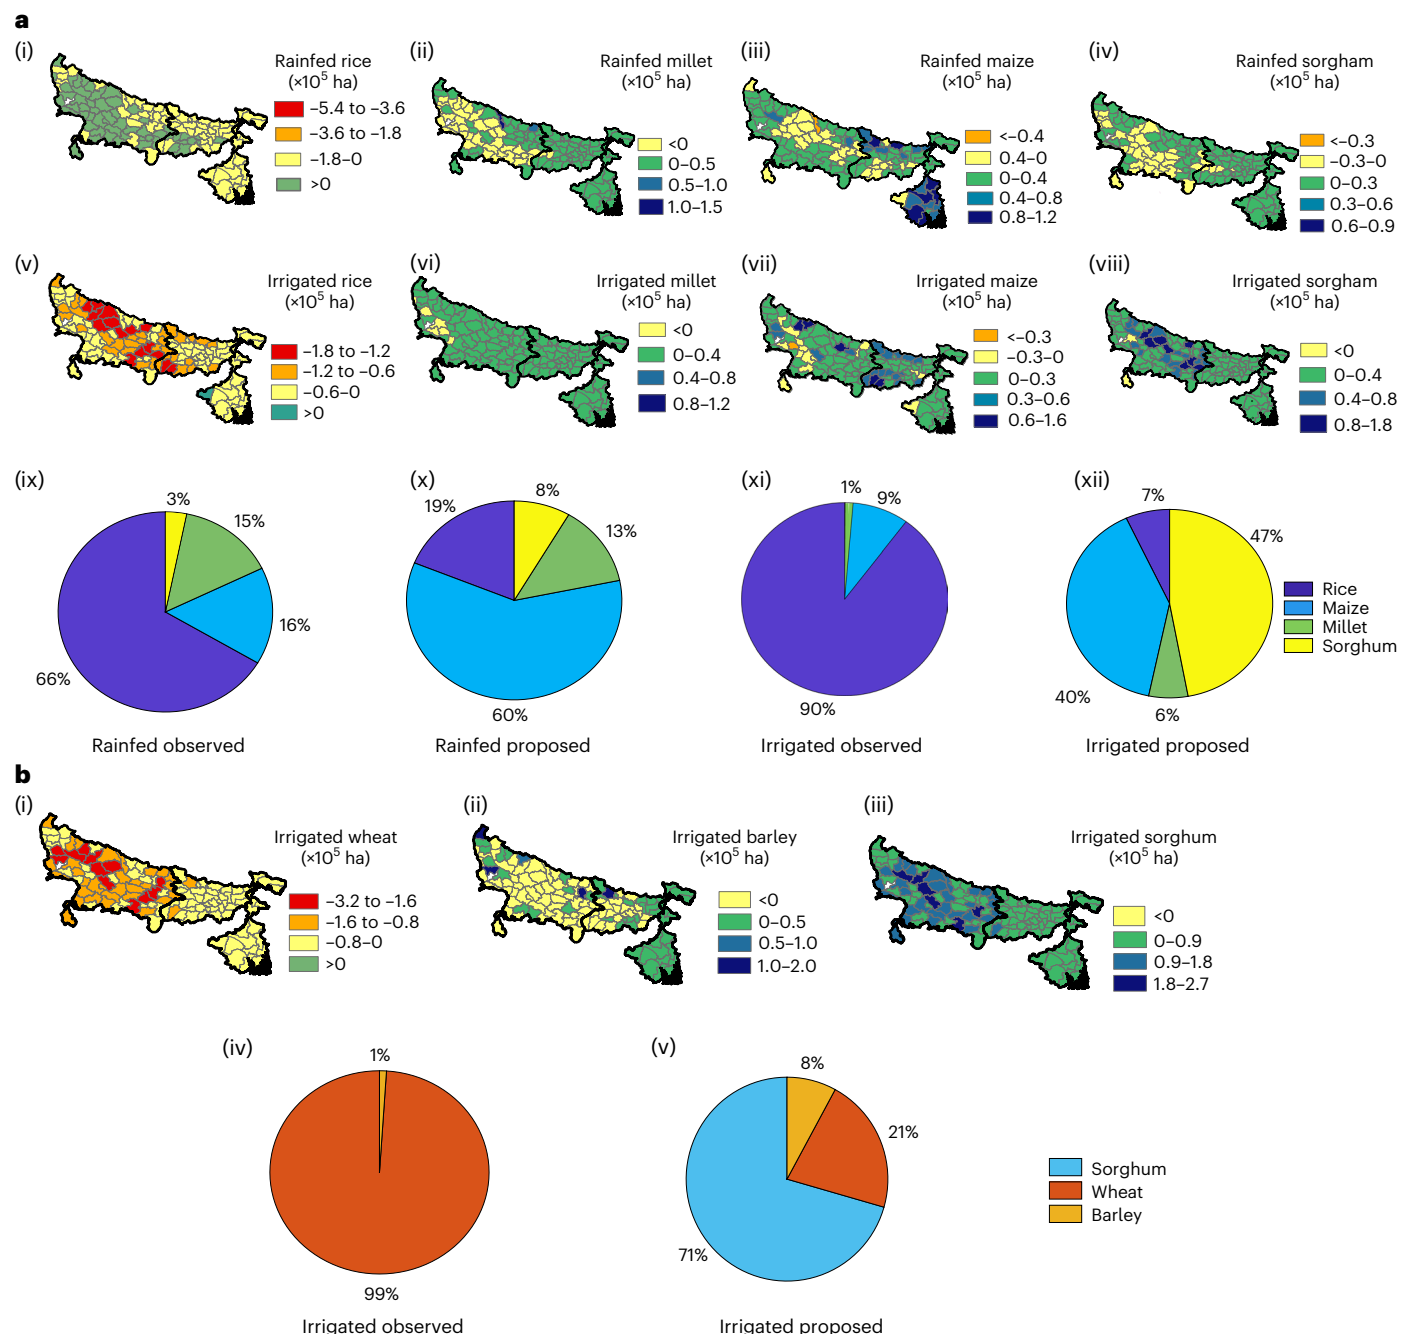 a
(i)
Rainfed rice
(×10⁵ ha)
−5.4 to −3.6
−3.6 to −1.8
−1.8–0
>0
(ii)
Rainfed millet
(×10⁵ ha)
<0
0–0.5
0.5–1.0
1.0–1.5
(iii)
Rainfed maize
(×10⁵ ha)
<−0.4
0.4–0
0–0.4
0.4–0.8
0.8–1.2
(iv)
Rainfed sorgham
(×10⁵ ha)
<−0.3
−0.3–0
0–0.3
0.3–0.6
0.6–0.9
(v)
Irrigated rice
(×10⁵ ha)
−1.8 to −1.2
−1.2 to −0.6
−0.6–0
>0
(vi)
Irrigated millet
(×10⁵ ha)
<0
0–0.4
0.4–0.8
0.8–1.2
(vii)
Irrigated maize
(×10⁵ ha)
<−0.3
−0.3–0
0–0.3
0.3–0.6
0.6–1.6
(viii)
Irrigated sorgham
(×10⁵ ha)
<0
0–0.4
0.4–0.8
0.8–1.8
(ix)
3%
15%
16%
66%
Rainfed observed
(x)
19%
8%
13%
60%
Rainfed proposed
(xi)
1%
9%
90%
Irrigated observed
(xii)
7%
47%
40%
6%
Irrigated proposed
Rice
Maize
Millet
Sorghum
b
(i)
Irrigated wheat
(×10⁵ ha)
−3.2 to −1.6
−1.6 to −0.8
−0.8–0
>0
(ii)
Irrigated barley
(×10⁵ ha)
<0
0–0.5
0.5–1.0
1.0–2.0
(iii)
Irrigated sorghum
(×10⁵ ha)
<0
0–0.9
0.9–1.8
1.8–2.7
(iv)
1%
99%
Irrigated observed
(v)
8%
21%
71%
Irrigated proposed
Sorghum
Wheat
Barley